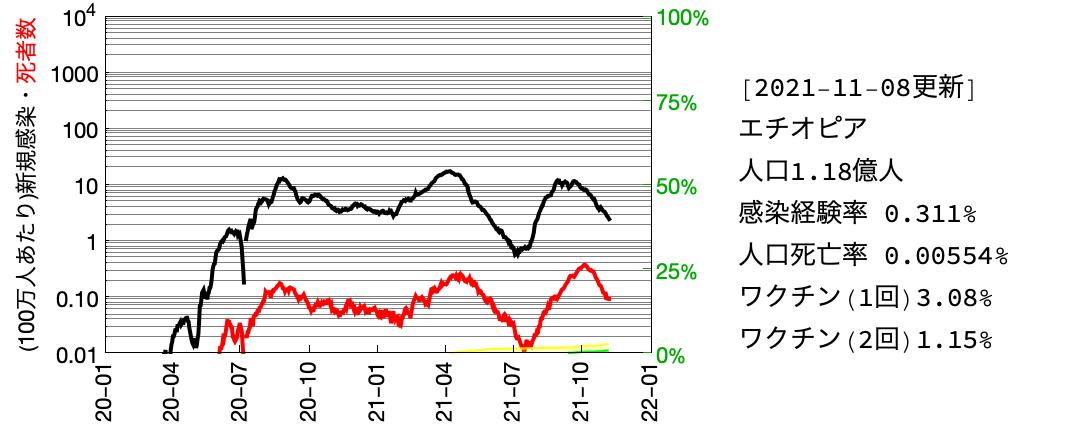 (100万人あたり)新規感染・死者数
10^4
1000
100
10
1
0.10
0.01
100%
75%
50%
25%
0%
20-01
20-04
20-07
20-10
21-01
21-04
21-07
21-10
22-01
[2021-11-08更新]
エチオピア
人口1.18億人
感染経験率 0.311%
人口死亡率 0.00554%
ワクチン(1回)3.08%
ワクチン(2回)1.15%